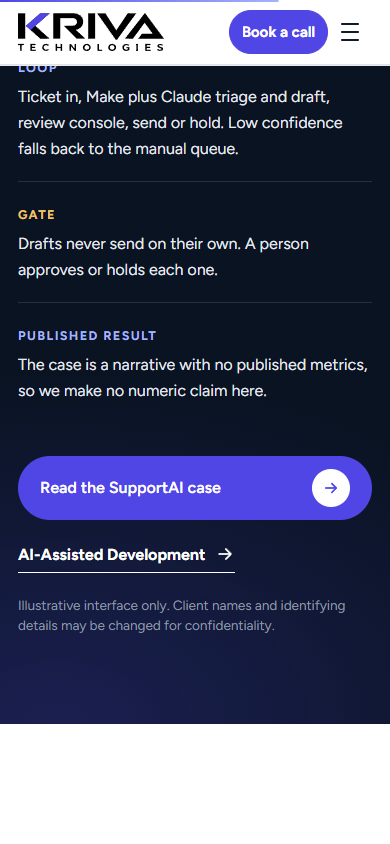 KRIVA
TECHNOLOGIES
Book a call
LOOP
Ticket in, Make plus Claude triage and draft,
review console, send or hold. Low confidence
falls back to the manual queue.
GATE
Drafts never send on their own. A person
approves or holds each one.
PUBLISHED RESULT
The case is a narrative with no published metrics,
so we make no numeric claim here.
Read the SupportAI case
AI-Assisted Development
Illustrative interface only. Client names and identifying
details may be changed for confidentiality.